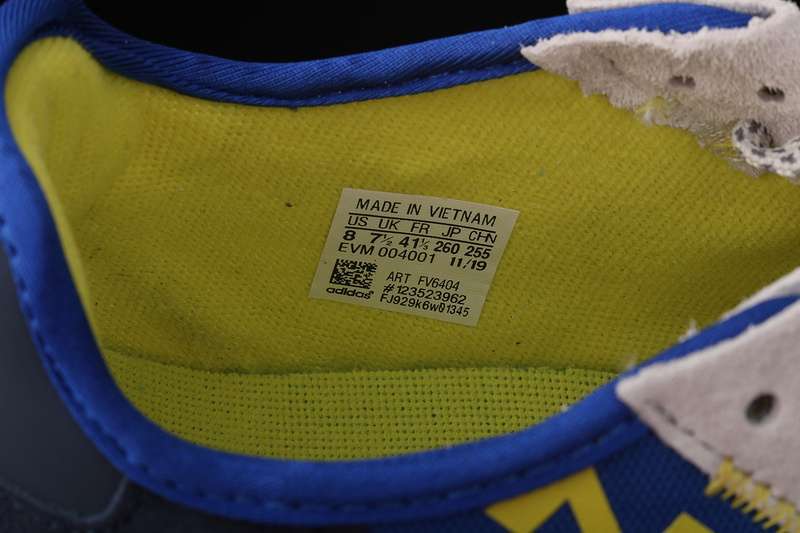 MADE IN VIETNAM
US UK FR JP CHN
8 7½ 41⅓ 260 255
EVM 004001 11/19
ART FV6404
#123523962
adidas FJ929k6w01345